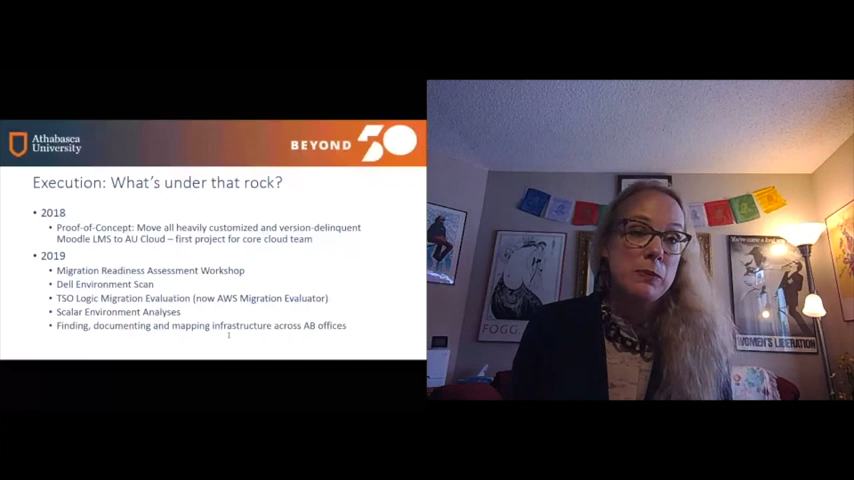 Athabasca
University
BEYOND 50
Execution: What's under that rock?
• 2018
• Proof-of-Concept: Move all heavily customized and version-delinquent
Moodle LMS to AU Cloud – first project for core cloud team
• 2019
• Migration Readiness Assessment Workshop
• Dell Environment Scan
• TSO Logic Migration Evaluation (now AWS Migration Evaluator)
• Scalar Environment Analyses
• Finding, documenting and mapping infrastructure across AB offices
FOGG
WOMEN'S LIBERATION